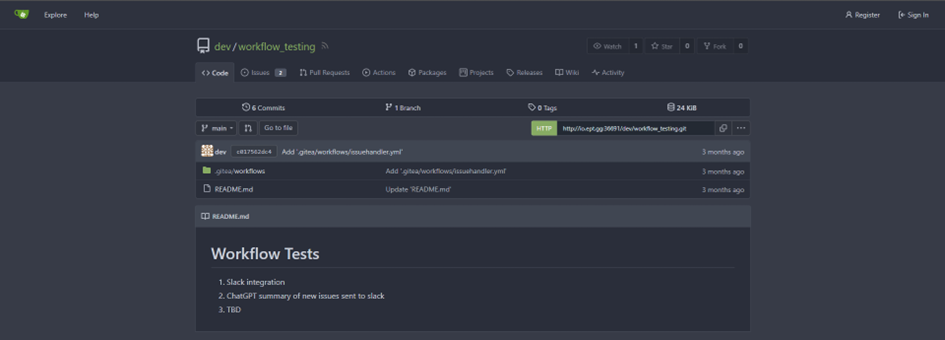 Explore Help Register Sign In
dev/workflow_testing
Watch 1 Star 0 Fork 0
Code Issues 2 Pull Requests Actions Packages Projects Releases Wiki Activity
6 Commits 1 Branch 0 Tags 24 KiB
main Go to file HTTP http://io.ept.gg:30691/dev/workflow_testing.git
dev c017562dc4 Add '.gitea/workflows/issuehandler.yml' 3 months ago
.gitea/workflows Add '.gitea/workflows/issuehandler.yml' 3 months ago
README.md Update 'README.md' 3 months ago
README.md
Workflow Tests
1. Slack integration
2. ChatGPT summary of new issues sent to slack
3. TBD